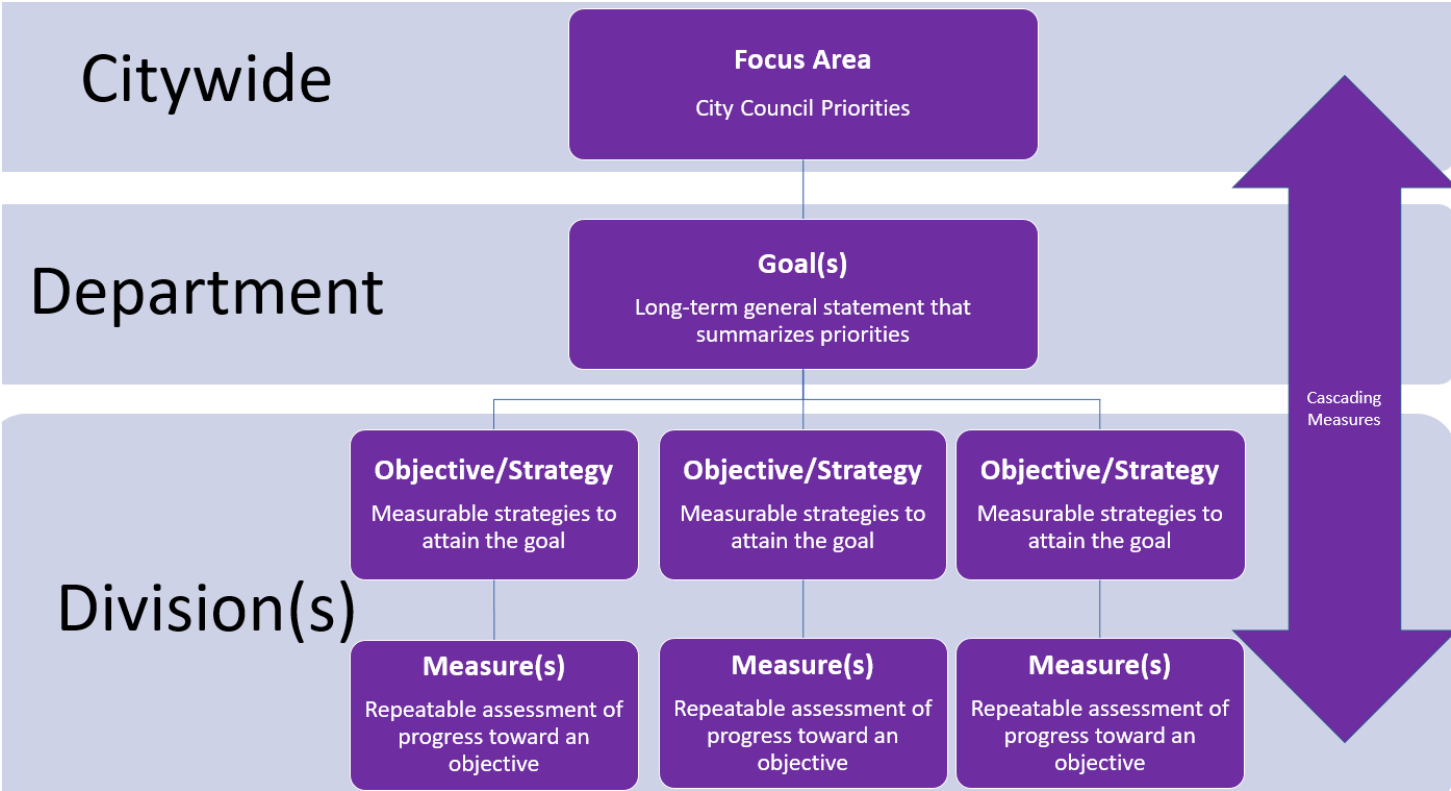 Citywide
Focus Area
City Council Priorities
Department
Goal(s)
Long-term general statement that
summarizes priorities
Cascading
Measures
Division(s)
Objective/Strategy
Measurable strategies to
attain the goal
Objective/Strategy
Measurable strategies to
attain the goal
Objective/Strategy
Measurable strategies to
attain the goal
Measure(s)
Repeatable assessment of
progress toward an
objective
Measure(s)
Repeatable assessment of
progress toward an
objective
Measure(s)
Repeatable assessment of
progress toward an
objective